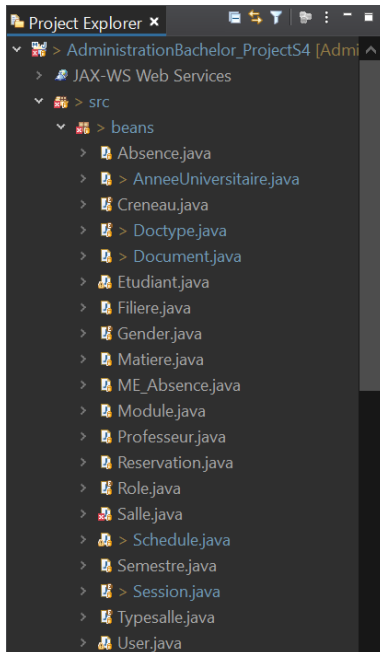 Project Explorer ×
> AdministrationBachelor_ProjectS4 [Admi
JAX-WS Web Services
> src
> beans
Absence.java
> AnneeUniversitaire.java
Creneau.java
> Doctype.java
> Document.java
Etudiant.java
Filiere.java
Gender.java
Matiere.java
ME_Absence.java
Module.java
Professeur.java
Reservation.java
Role.java
Salle.java
> Schedule.java
Semestre.java
> Session.java
Typesalle.java
User.java